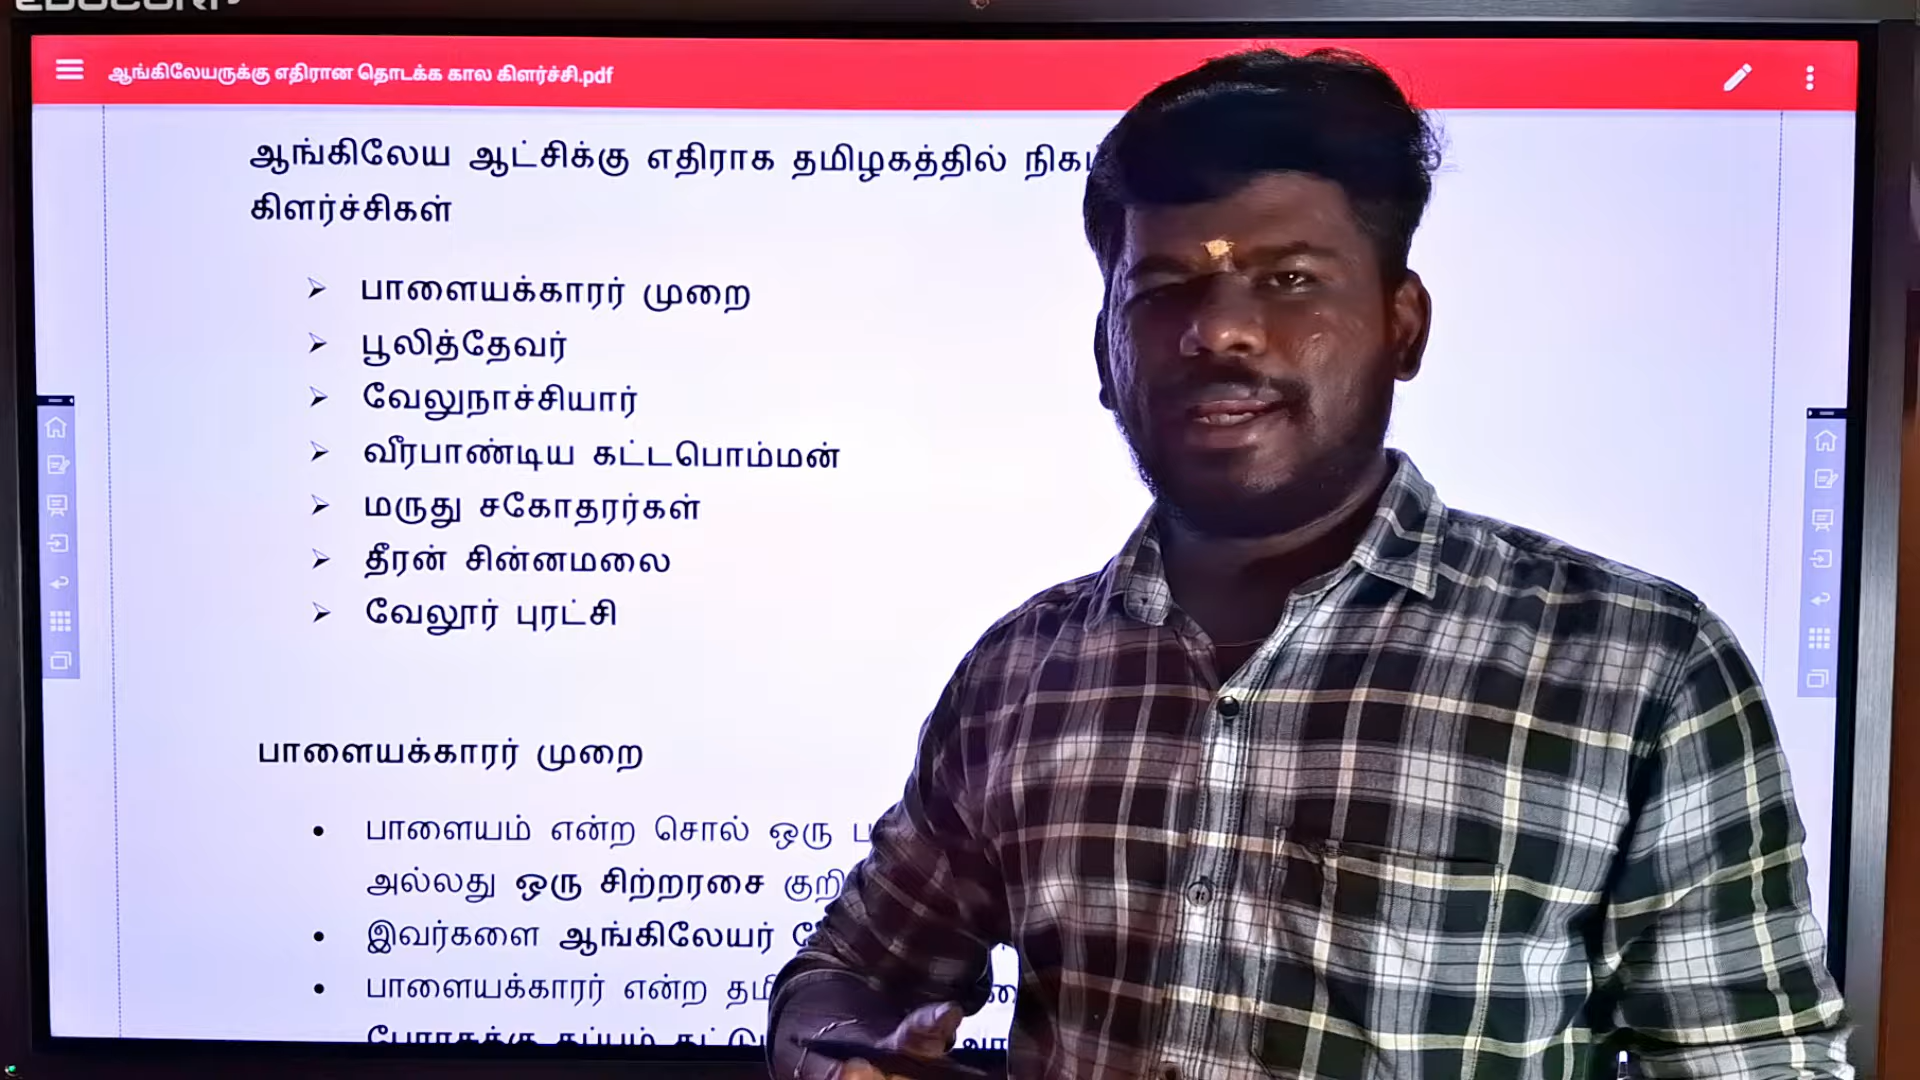 ஆங்கிலேயருக்கு எதிரான தொடக்க கால கிளர்ச்சி.pdf
ஆங்கிலேய ஆட்சிக்கு எதிராக தமிழகத்தில்
கிளர்ச்சிகள்
➢ பாளையக்காரர் முறை
➢ பூலித்தேவர்
➢ வேலுநாச்சியார்
➢ வீரபாண்டிய கட்டபொம்மன்
➢ மருது சகோதரர்கள்
➢ தீரன் சின்னமலை
➢ வேலூர் புரட்சி
பாளையக்காரர் முறை
• பாளையம் என்ற சொல் ஒரு
அல்லது ஒரு சிற்றரசை
• இவர்களை ஆங்கிலேயர்
• பாளையக்காரர் என்ற